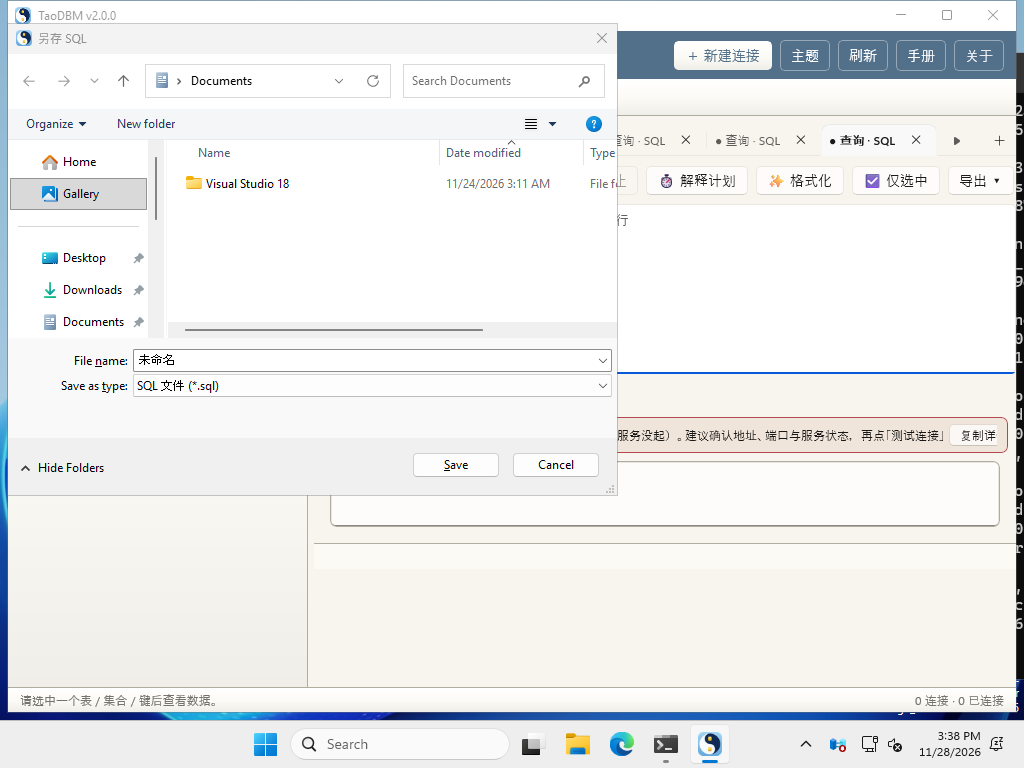 TaoDBM v2.0.0
另存 SQL
+ 新建连接
主题
刷新
手册
关于
Documents
Search Documents
Organize
New folder
查询 · SQL
● 查询 · SQL
● 查询 · SQL
Home
Gallery
Desktop
Downloads
Documents
Name
Date modified
Type
Visual Studio 18
11/24/2026 3:11 AM
File f
解释计划
格式化
仅选中
导出
行
File name:
未命名
Save as type:
SQL 文件 (*.sql)
服务没起）。建议确认地址、端口与服务状态，再点「测试连接」
复制详
Hide Folders
Save
Cancel
请选中一个表 / 集合 / 键后查看数据。
0 连接 · 0 已连接
Search
3:38 PM
11/28/2026